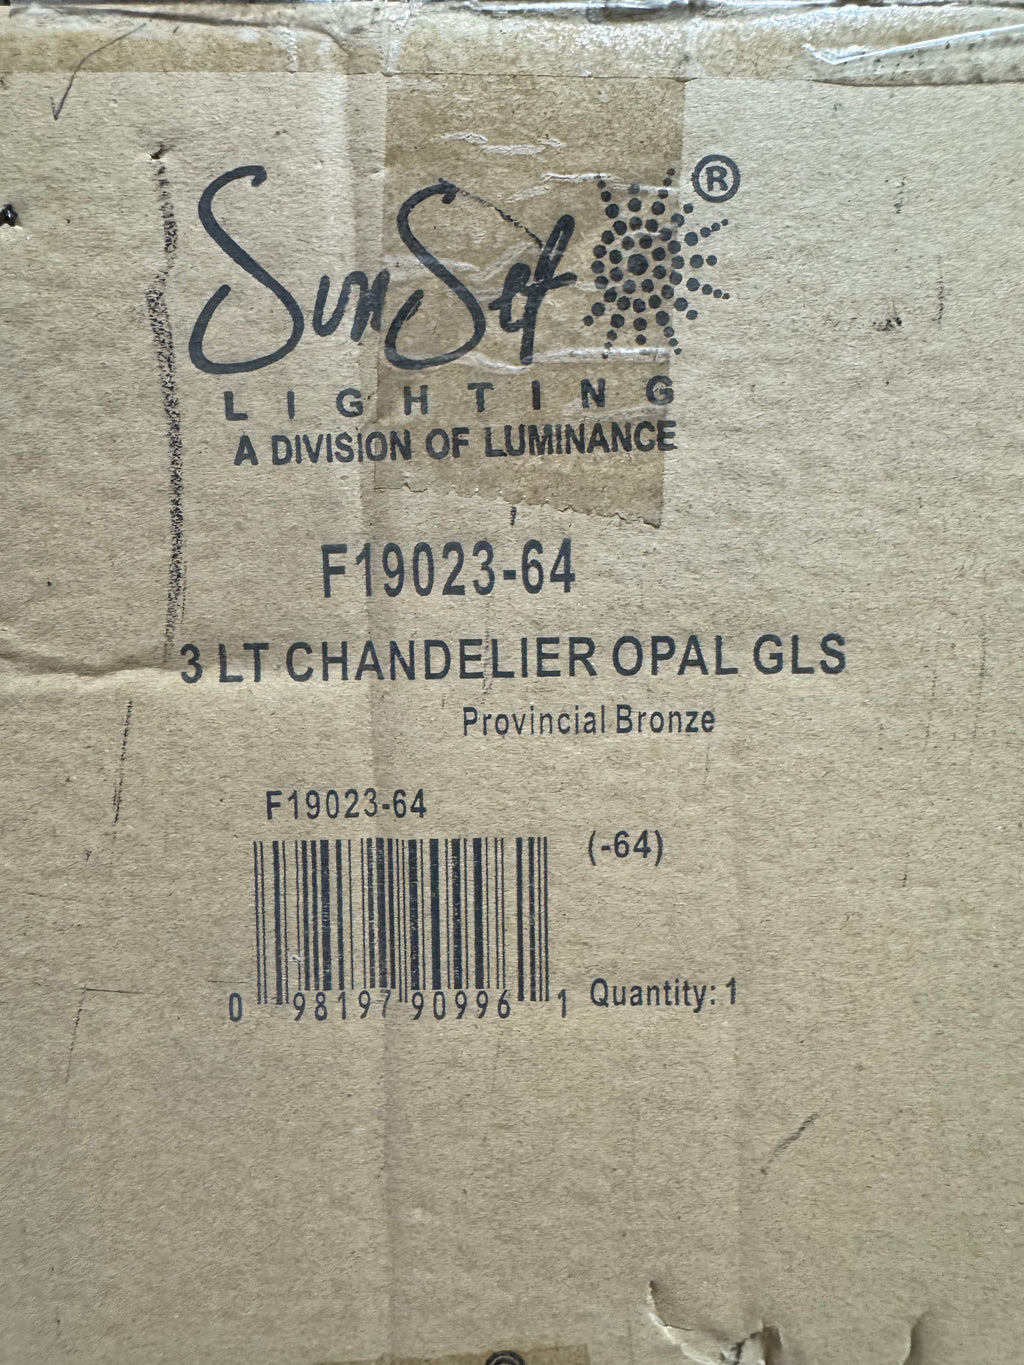 SunSet ®
LIGHTING
A DIVISION OF LUMINANCE
F19023-64
3 LT CHANDELIER OPAL GLS
Provincial Bronze
F19023-64
(-64)
0 98197 90996 1
Quantity: 1